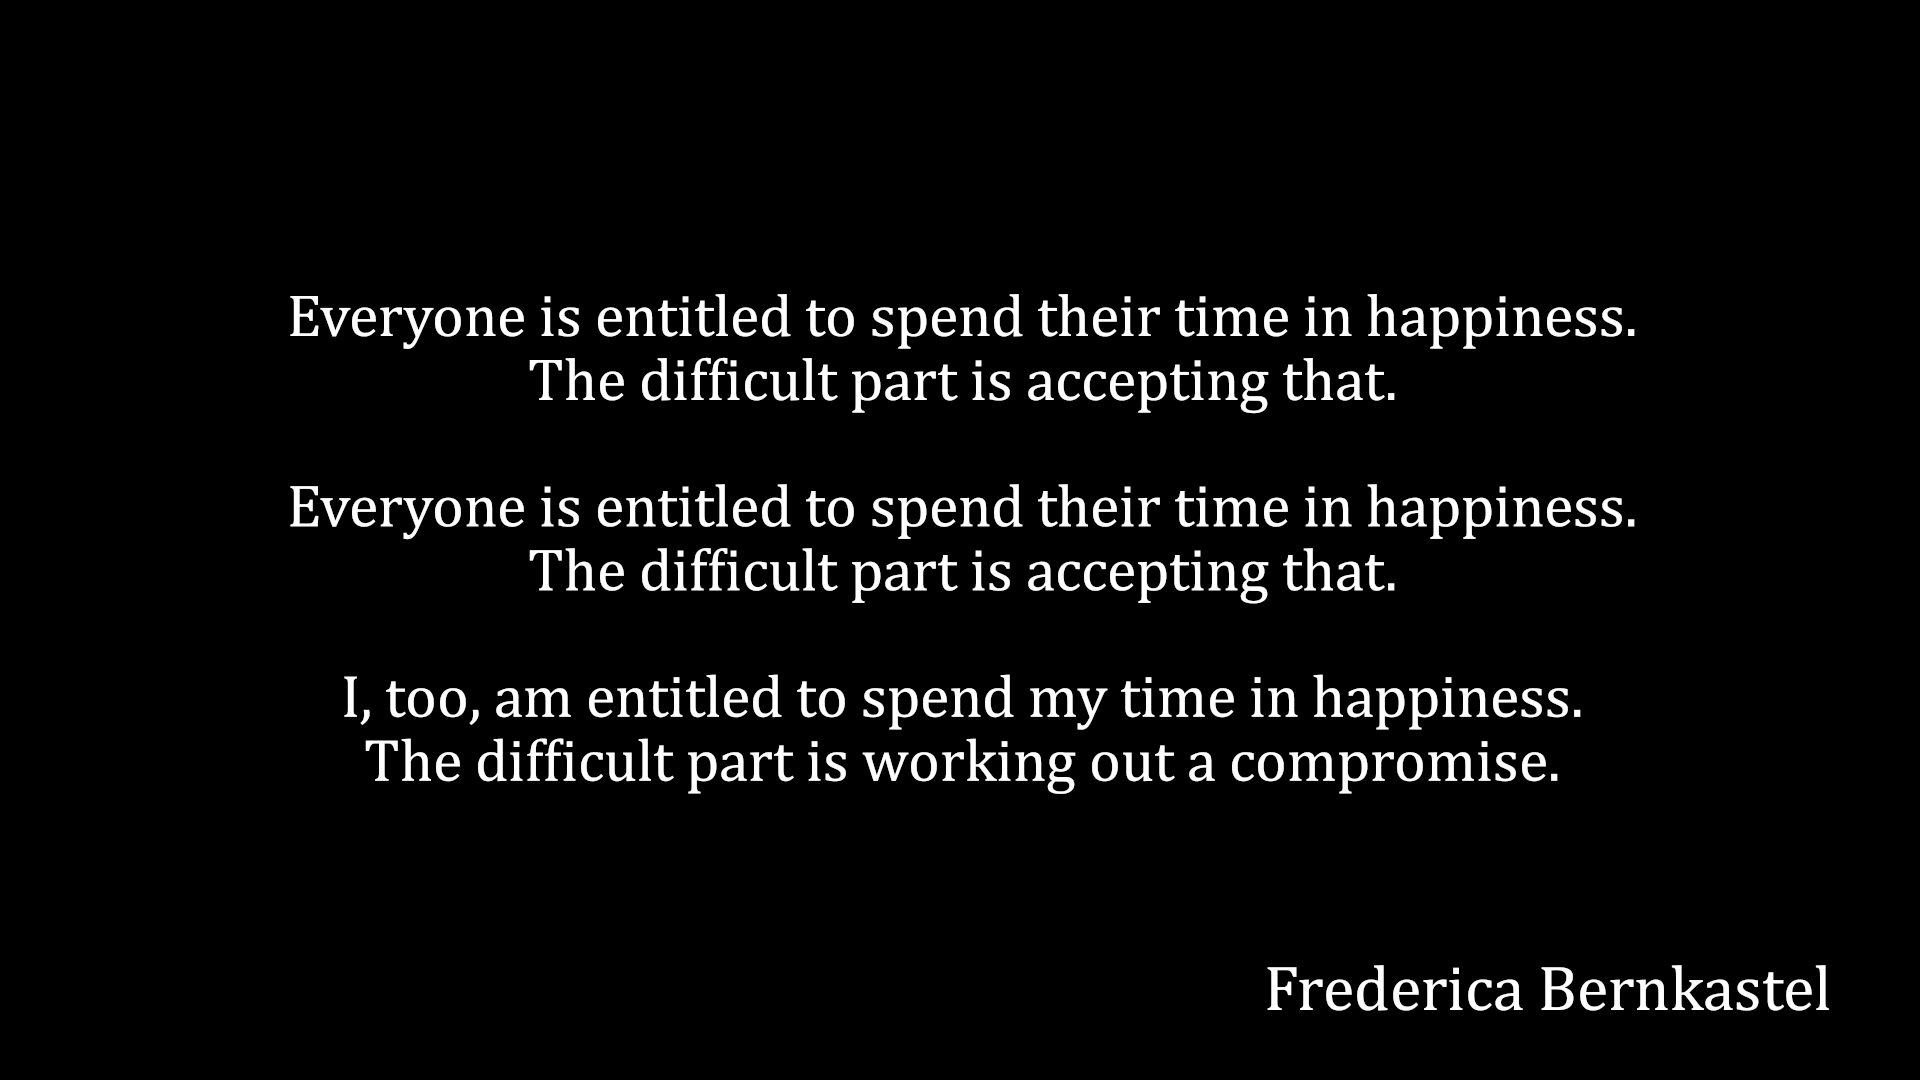 Everyone is entitled to spend their time in happiness.
The difficult part is accepting that.
Everyone is entitled to spend their time in happiness.
The difficult part is accepting that.
I, too, am entitled to spend my time in happiness.
The difficult part is working out a compromise.
Frederica Bernkastel